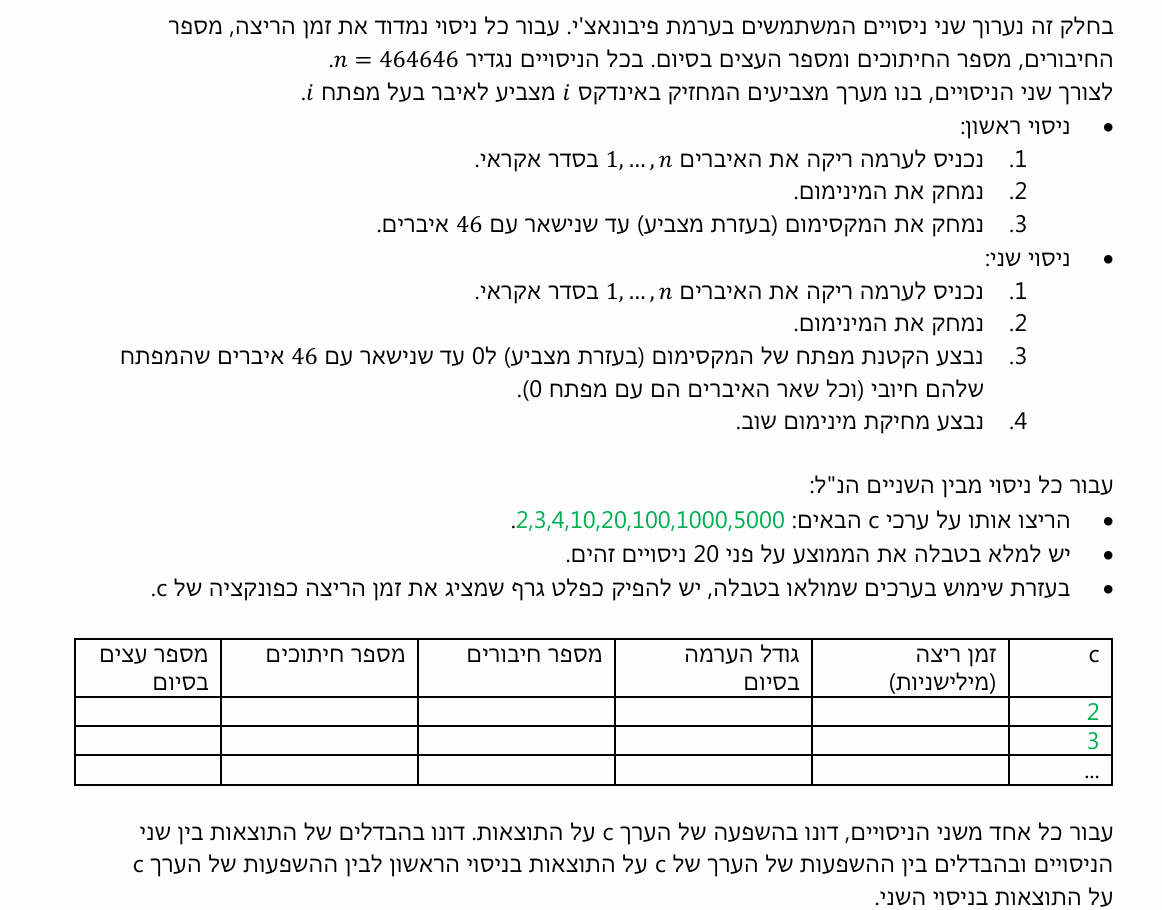 בחלק זה נערוך שני ניסויים המשתמשים בערמת פיבונאצ'י. עבור כל ניסוי נמדוד את זמן הריצה, מספר
החיבורים, מספר החיתוכים ומספר העצים בסיום. בכל הניסויים נגדיר n = 464646.
לצורך שני הניסויים, בנו מערך מצביעים המחזיק באינדקס i מצביע לאיבר בעל מפתח i.
• ניסוי ראשון:
1. נכניס לערמה ריקה את האיברים 1, … , n בסדר אקראי.
2. נמחק את המינימום.
3. נמחק את המקסימום (בעזרת מצביע) עד שנישאר עם 46 איברים.
• ניסוי שני:
1. נכניס לערמה ריקה את האיברים 1, … , n בסדר אקראי.
2. נמחק את המינימום.
3. נבצע הקטנת מפתח של המקסימום (בעזרת מצביע) ל0 עד שנישאר עם 46 איברים שהמפתח
שלהם חיובי (וכל שאר האיברים הם עם מפתח 0).
4. נבצע מחיקת מינימום שוב.
עבור כל ניסוי מבין השניים הנ"ל:
• הריצו אותו על ערכי c הבאים: 2,3,4,10,20,100,1000,5000.
• יש למלא בטבלה את הממוצע על פני 20 ניסויים זהים.
• בעזרת שימוש בערכים שמולאו בטבלה, יש להפיק כפלט גרף שמציג את זמן הריצה כפונקציה של c.
c זמן ריצה (מילישניות) גודל הערמה בסיום מספר חיבורים מספר חיתוכים מספר עצים בסיום
2
3
...
עבור כל אחד משני הניסויים, דונו בהשפעה של הערך c על התוצאות. דונו בהבדלים של התוצאות בין שני
הניסויים ובהבדלים בין ההשפעות של הערך של c על התוצאות בניסוי הראשון לבין ההשפעות של הערך c
על התוצאות בניסוי השני.